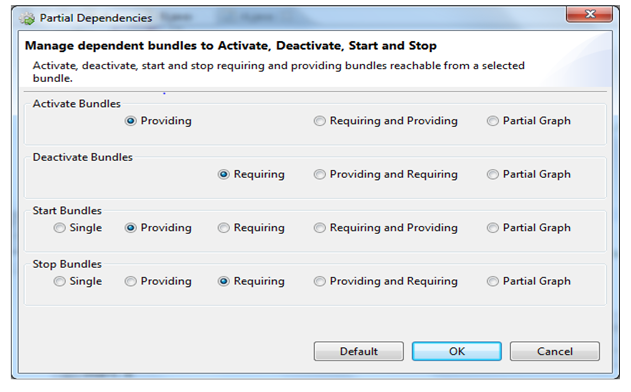 Partial Dependencies
Manage dependent bundles to Activate, Deactivate, Start and Stop
Activate, deactivate, start and stop requiring and providing bundles reachable from a selected
bundle.
Activate Bundles
Providing Requiring and Providing Partial Graph
Deactivate Bundles
Requiring Providing and Requiring Partial Graph
Start Bundles
Single Providing Requiring Requiring and Providing Partial Graph
Stop Bundles
Single Providing Requiring Providing and Requiring Partial Graph
Default OK Cancel